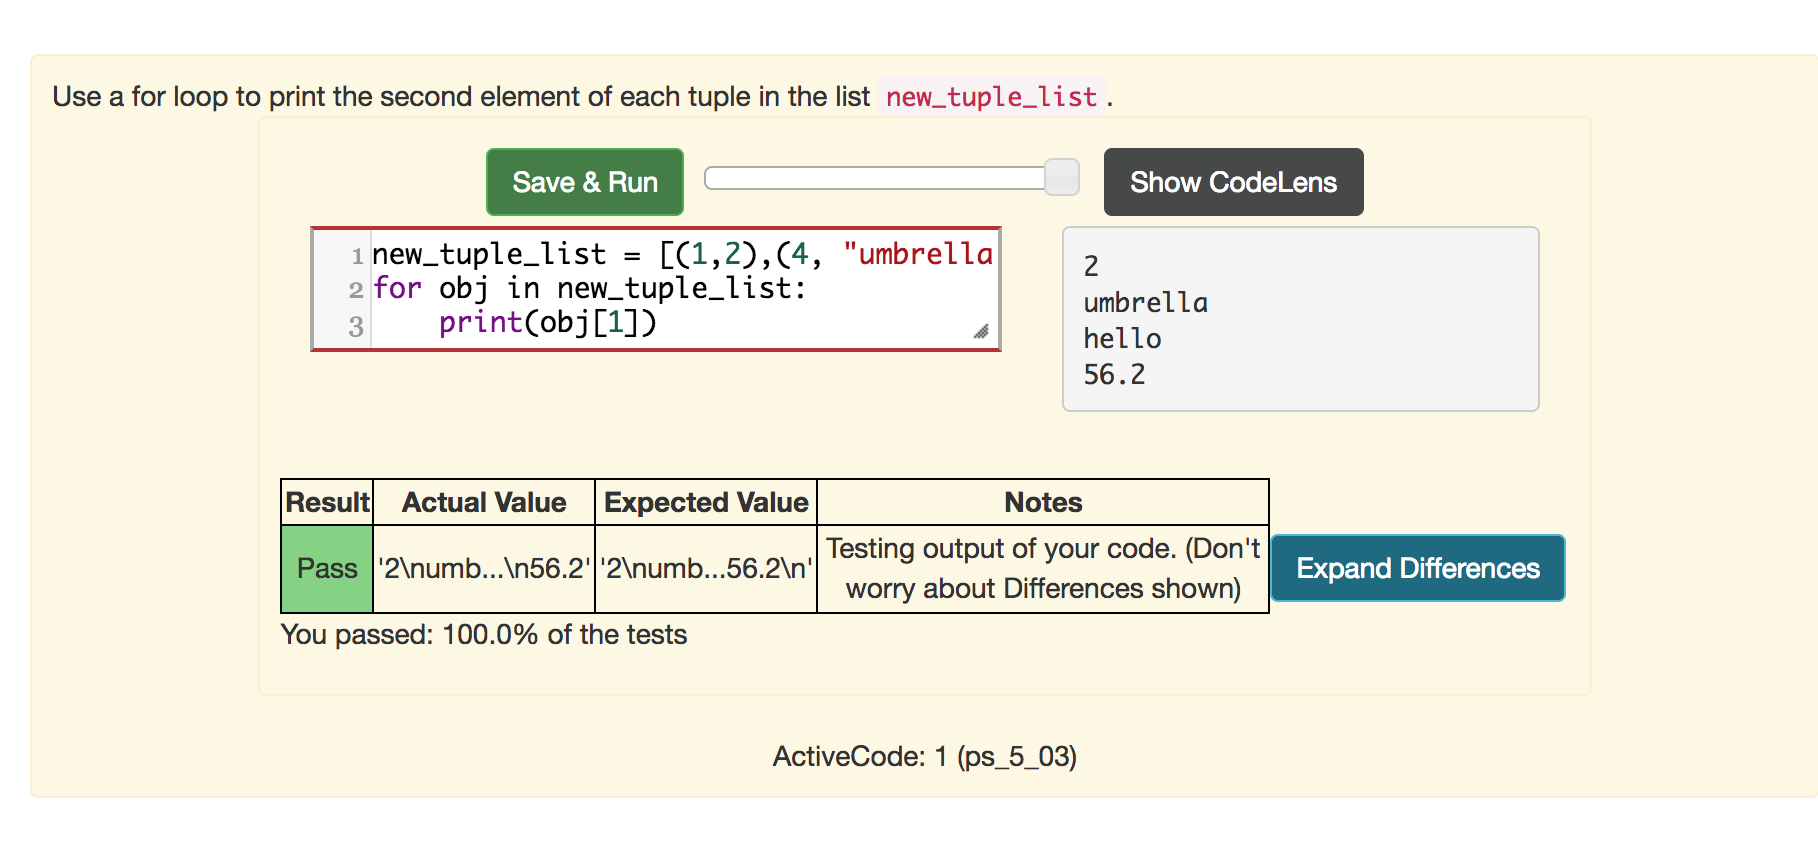 Use a for loop to print the second element of each tuple in the list new_tuple_list.
Save & Run
Show CodeLens
1 new_tuple_list = [(1,2),(4, "umbrella
2 for obj in new_tuple_list:
3     print(obj[1])
2
umbrella
hello
56.2
Result Actual Value Expected Value Notes
Pass '2\numb...\n56.2' '2\numb...56.2\n' Testing output of your code. (Don't
worry about Differences shown)
Expand Differences
You passed: 100.0% of the tests
ActiveCode: 1 (ps_5_03)